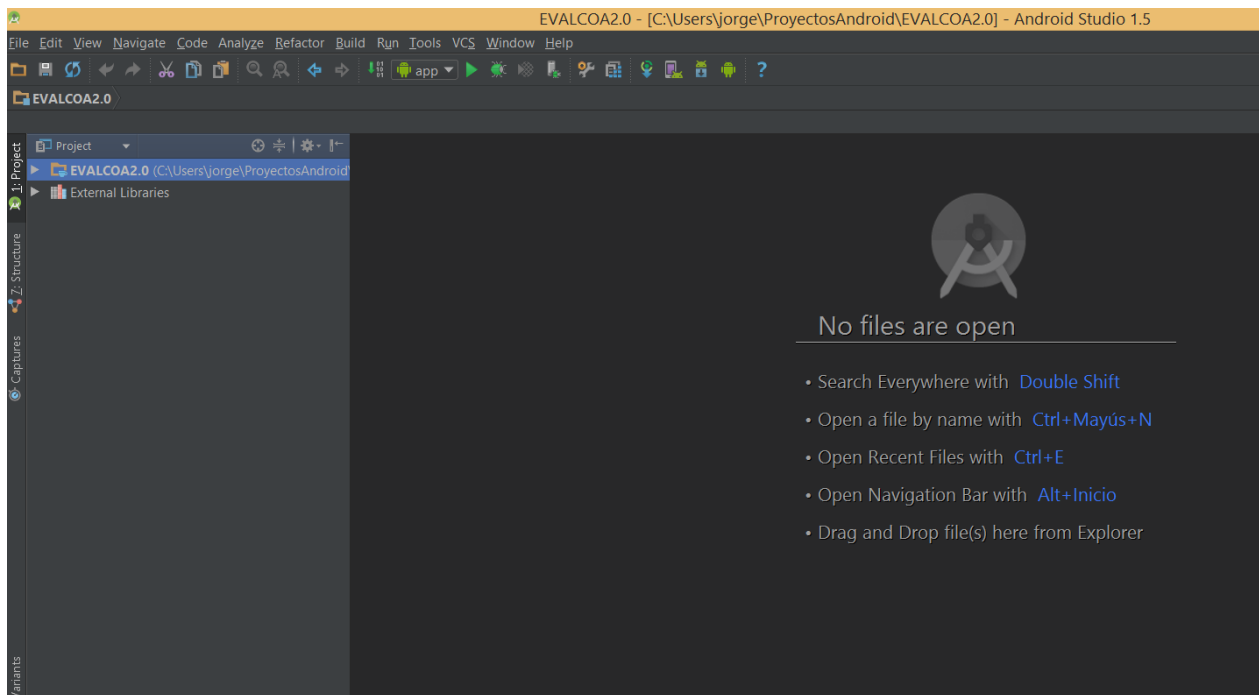 EVALCOA2.0 - [C:\Users\jorge\ProyectosAndroid\EVALCOA2.0] - Android Studio 1.5
File Edit View Navigate Code Analyze Refactor Build Run Tools VCS Window Help
app
?
EVALCOA2.0
Project
1: Project
EVALCOA2.0 (C:\Users\jorge\ProyectosAndroid\
External Libraries
Z: Structure
Captures
Variants
No files are open
• Search Everywhere with Double Shift
• Open a file by name with Ctrl+Mayús+N
• Open Recent Files with Ctrl+E
• Open Navigation Bar with Alt+Inicio
• Drag and Drop file(s) here from Explorer